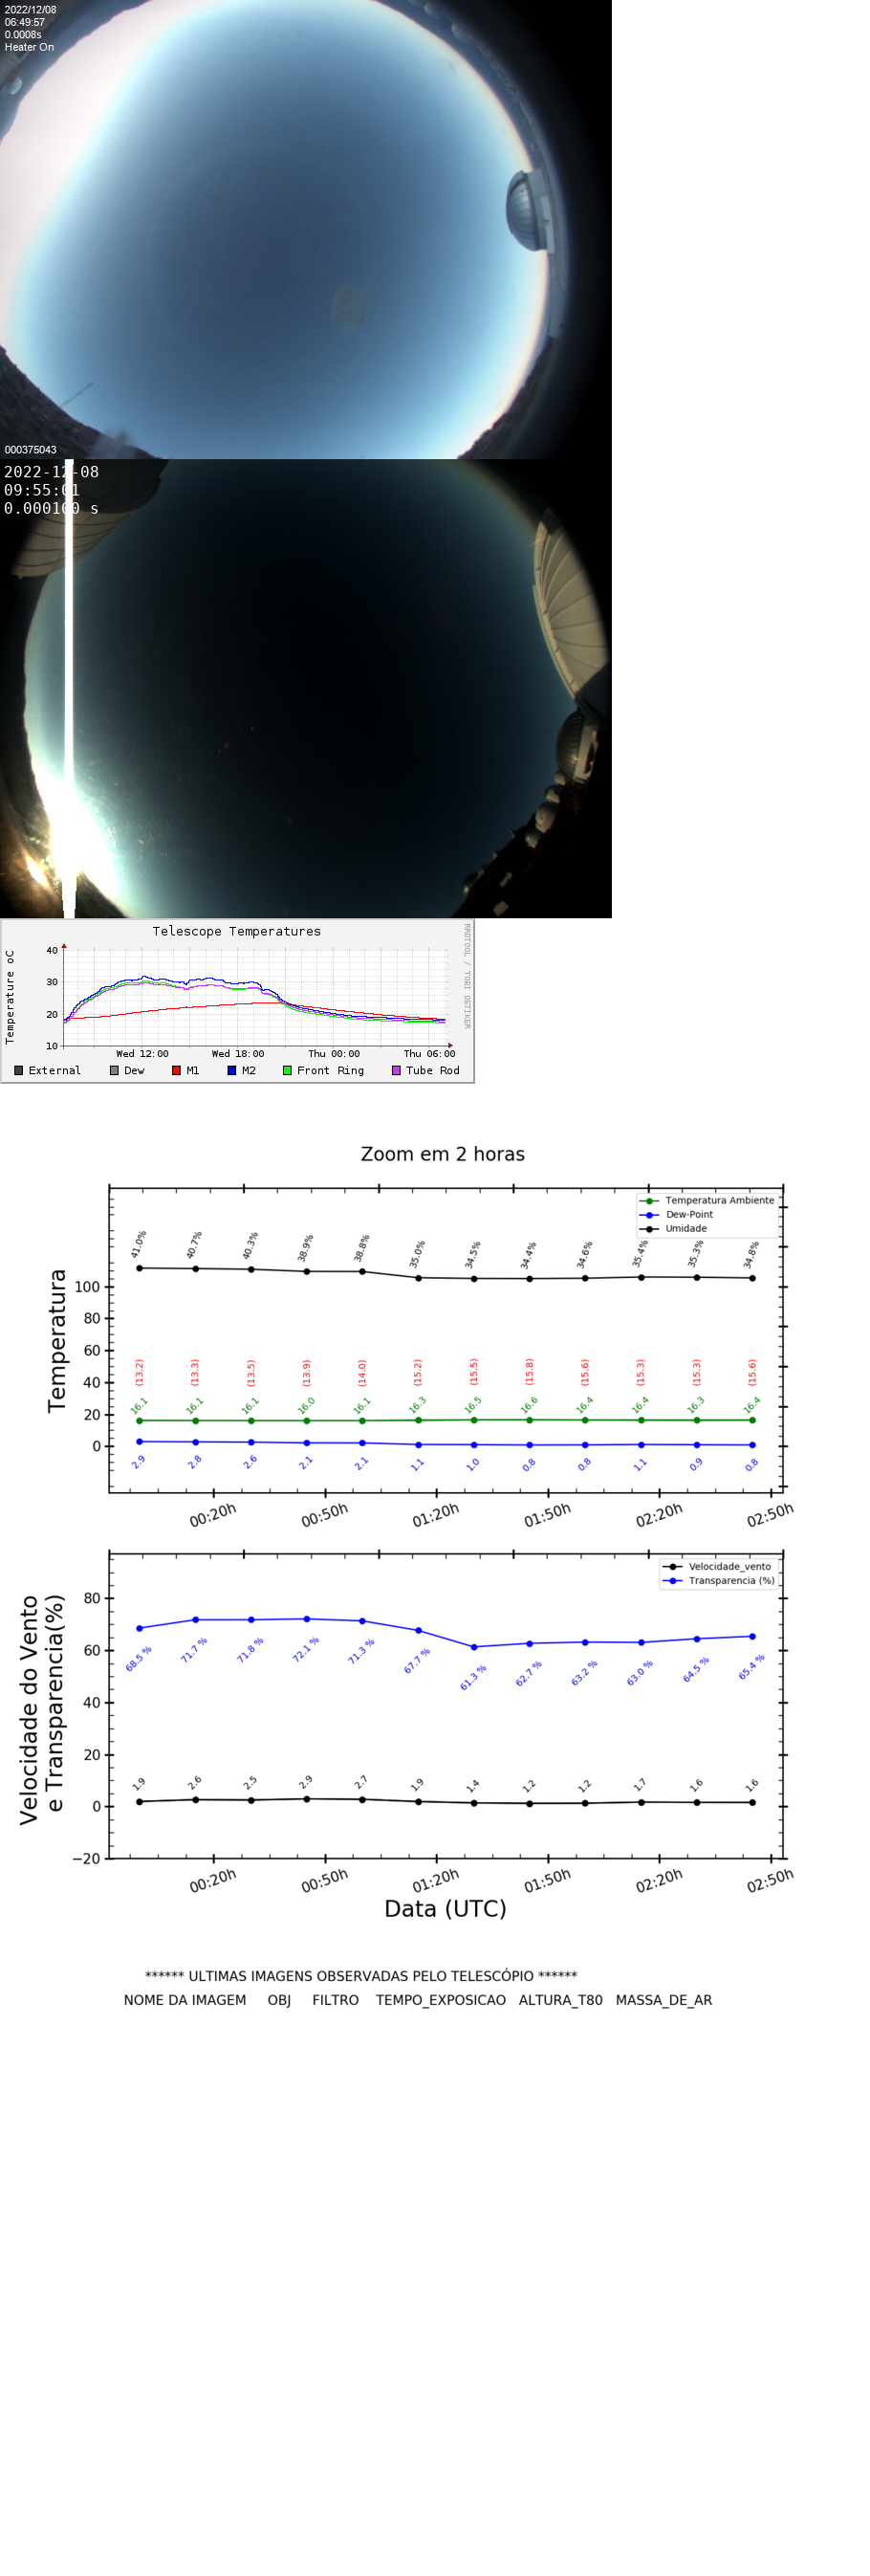 2022/12/08
06:49:57
0.0008s
Heater On
000375043
2022-12-08
09:55:01
0.000100 s
Telescope Temperatures
RRDTOOL / TOBI OETIKER
Temperature oC
40
30
20
10
Wed 12:00 Wed 18:00 Thu 00:00 Thu 06:00
External Dew M1 M2 Front Ring Tube Rod
Zoom em 2 horas
Temperatura Ambiente
Dew-Point
Umidade
41.0% 40.7% 40.3% 38.9% 38.8% 35.0% 34.5% 34.4% 34.6% 35.4% 35.3% 34.8%
Temperatura
100
80
60
40
20
0
(13.2) (13.3) (13.5) (13.9) (14.0) (15.2) (15.5) (15.8) (15.6) (15.3) (15.3) (15.6)
16.1 16.1 16.1 16.0 16.1 16.3 16.5 16.6 16.4 16.4 16.3 16.4
2.9 2.8 2.6 2.1 2.1 1.1 1.0 0.8 0.8 1.1 0.9 0.8
00:20h 00:50h 01:20h 01:50h 02:20h 02:50h
Velocidade_vento
Transparencia (%)
Velocidade do Vento
e Transparencia(%)
80
60
40
20
0
−20
68.5 % 71.7 % 71.8 % 72.1 % 71.3 % 67.7 % 61.3 % 62.7 % 63.2 % 63.0 % 64.5 % 65.4 %
1.9 2.6 2.5 2.9 2.7 1.9 1.4 1.2 1.2 1.7 1.6 1.6
00:20h 00:50h 01:20h 01:50h 02:20h 02:50h
Data (UTC)
****** ULTIMAS IMAGENS OBSERVADAS PELO TELESCÓPIO ******
NOME DA IMAGEM OBJ FILTRO TEMPO_EXPOSICAO ALTURA_T80 MASSA_DE_AR